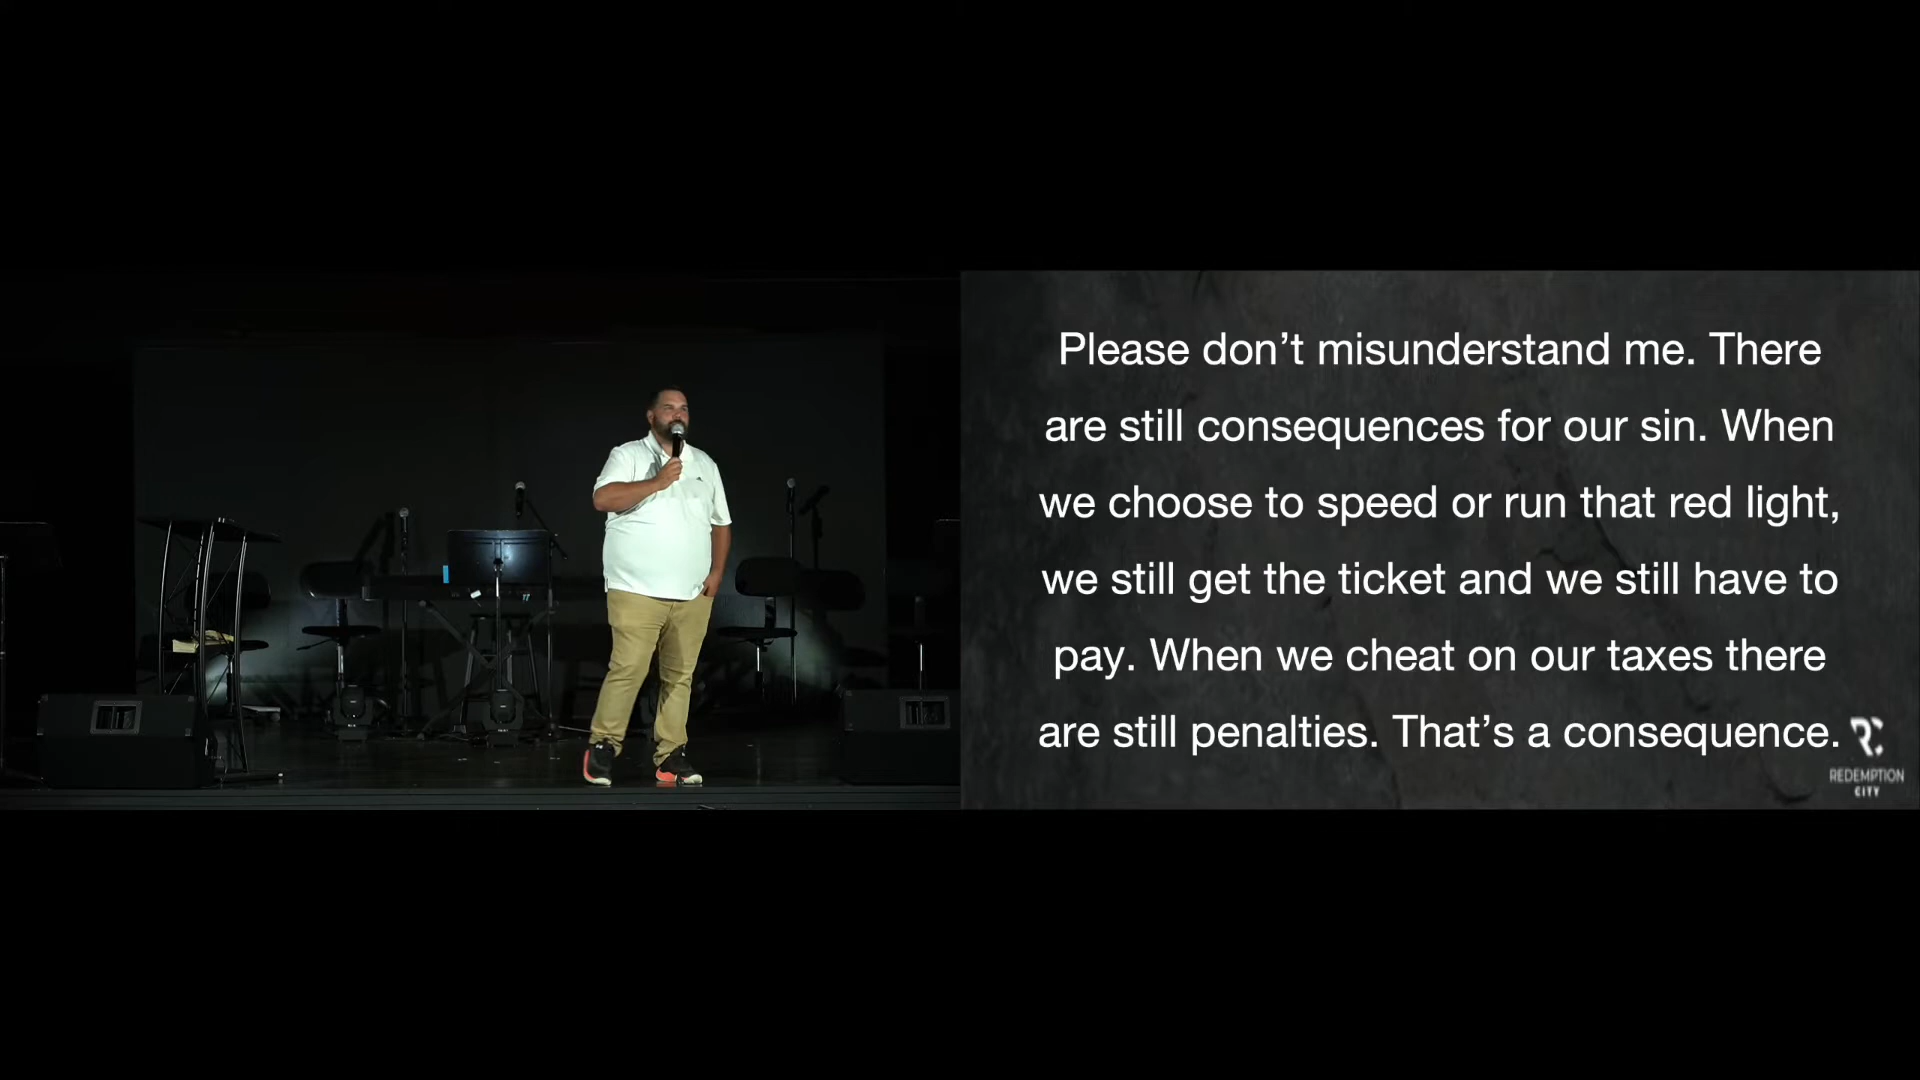 Please don’t misunderstand me. There
are still consequences for our sin. When
we choose to speed or run that red light,
we still get the ticket and we still have to
pay. When we cheat on our taxes there
are still penalties. That’s a consequence.
RC
REDEMPTION
CITY